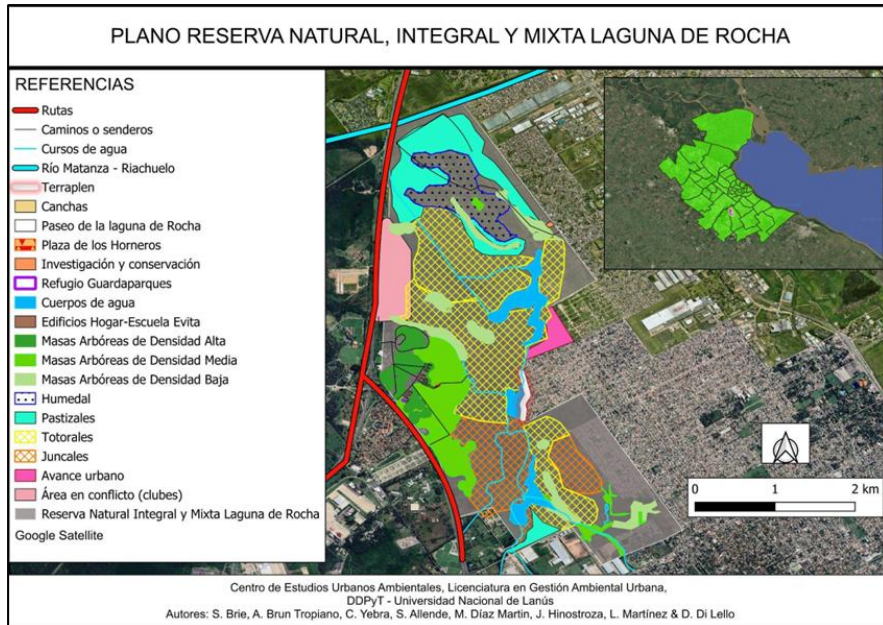 PLANO RESERVA NATURAL, INTEGRAL Y MIXTA LAGUNA DE ROCHA
REFERENCIAS
Rutas
Caminos o senderos
Cursos de agua
Río Matanza - Riachuelo
Terraplen
Canchas
Paseo de la laguna de Rocha
Plaza de los Horneros
Investigación y conservación
Refugio Guardaparques
Cuerpos de agua
Edificios Hogar-Escuela Evita
Masas Arbóreas de Densidad Alta
Masas Arbóreas de Densidad Media
Masas Arbóreas de Densidad Baja
Humedal
Pastizales
Totorales
Juncales
Avance urbano
Área en conflicto (clubes)
Reserva Natural Integral y Mixta Laguna de Rocha
Google Satellite
0 1 2 km
Centro de Estudios Urbanos Ambientales, Licenciatura en Gestión Ambiental Urbana,
DDPyT - Universidad Nacional de Lanús
Autores: S. Brie, A. Brun Tropiano, C. Yebra, S. Allende, M. Díaz Martin, J. Hinostroza, L. Martínez & D. Di Lello